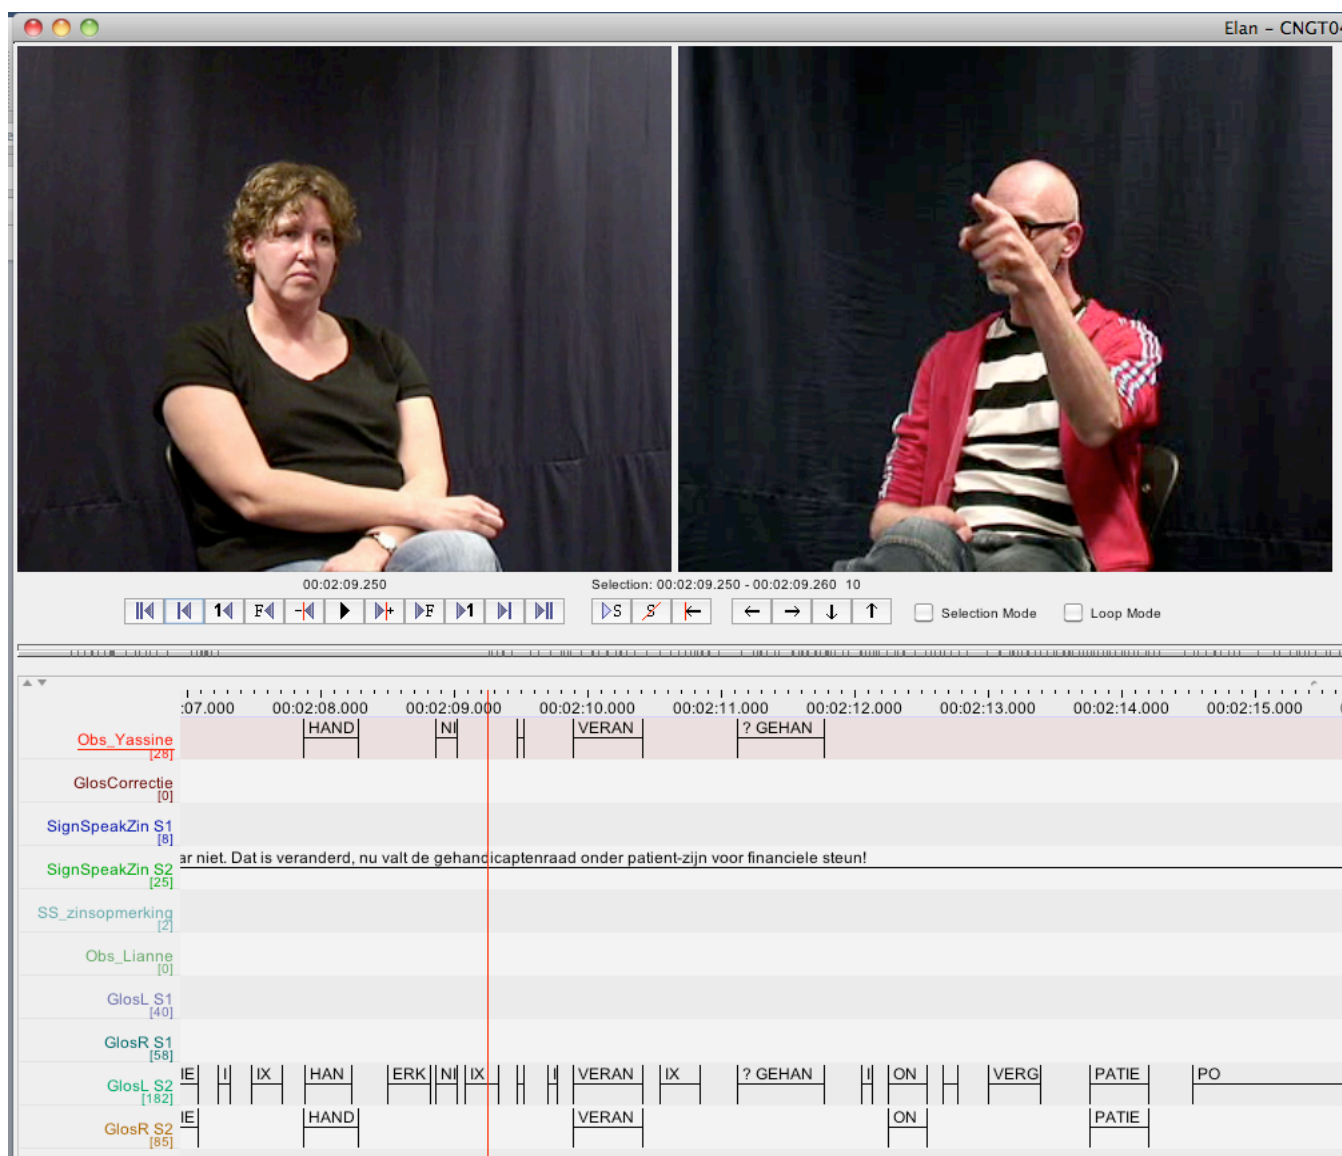 Elan - CNGT04
00:02:09.250
Selection: 00:02:09.250 - 00:02:09.260 10
1 F F 1 S S
Selection Mode
Loop Mode
:07.000 00:02:08.000 00:02:09.000 00:02:10.000 00:02:11.000 00:02:12.000 00:02:13.000 00:02:14.000 00:02:15.000
Obs_Yassine HAND NI VERAN ? GEHAN
[28]
GlosCorrectie
[0]
SignSpeakZin S1
[8]
SignSpeakZin S2 ar niet. Dat is veranderd, nu valt de gehandicaptenraad onder patient-zijn voor financiele steun!
[25]
SS_zinsopmerking
[2]
Obs_Lianne
[0]
GlosL S1
[40]
GlosR S1
[58]
GlosL S2 IE I IX HAN ERK NI IX I VERAN IX ? GEHAN I ON VERG PATIE PO
[182]
GlosR S2 IE HAND VERAN ON PATIE
[85]